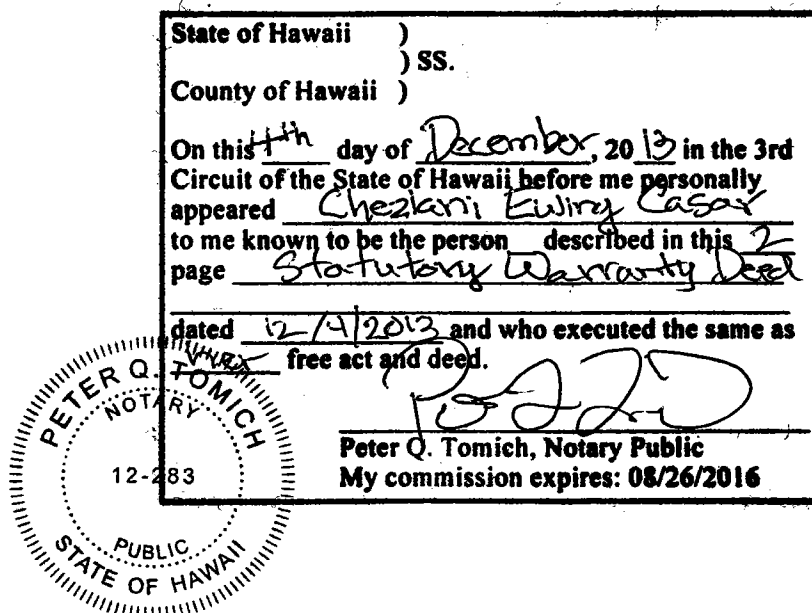 State of Hawaii )
) SS.
County of Hawaii )
On this 4th day of December, 2013 in the 3rd
Circuit of the State of Hawaii before me personally
appeared Chezlani Ewing Casar
to me known to be the person described in this 2
page Statutory Warranty Deed
dated 12/4/2013 and who executed the same as
free act and deed.
Peter Q. Tomich, Notary Public
My commission expires: 08/26/2016
PETER Q. TOMICH
NOTARY
12-283
PUBLIC
STATE OF HAWAII